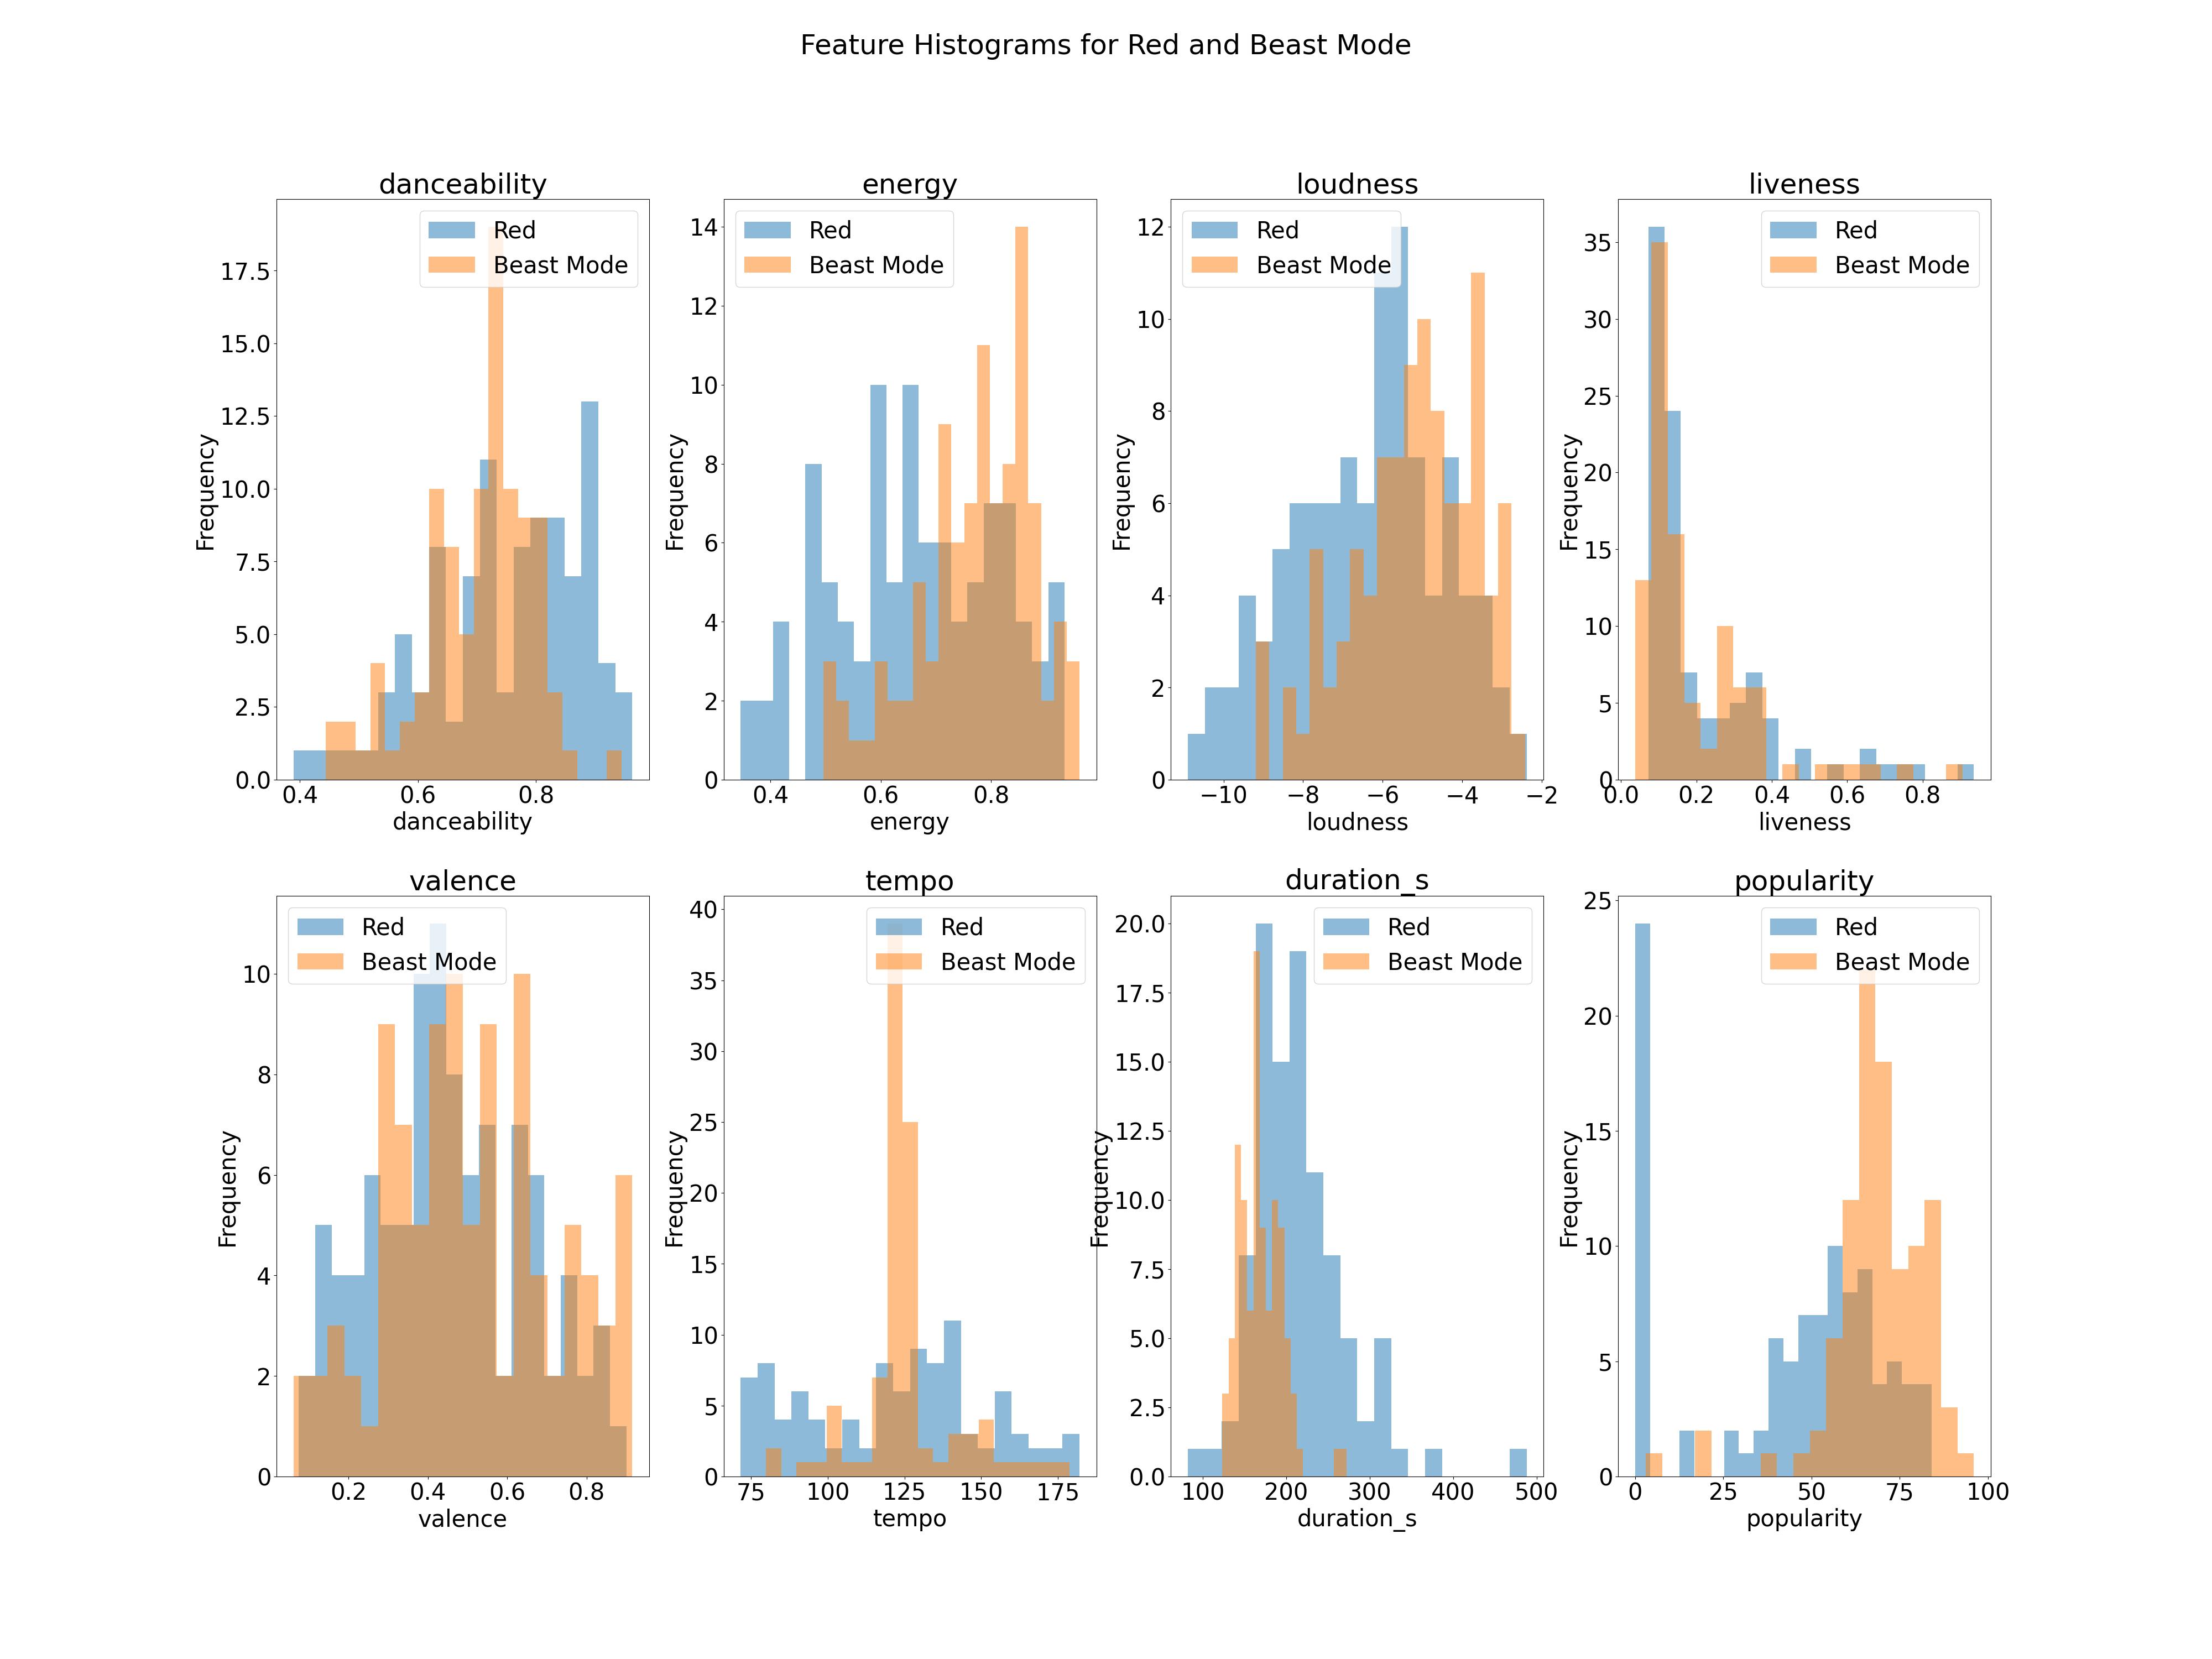 Feature Histograms for Red and Beast Mode
danceability
Red
Beast Mode
Frequency
17.5
15.0
12.5
10.0
7.5
5.0
2.5
0.0
0.4 0.6 0.8
danceability
energy
Red
Beast Mode
Frequency
14
12
10
8
6
4
2
0
0.4 0.6 0.8
energy
loudness
Red
Beast Mode
Frequency
12
10
8
6
4
2
0
−10 −8 −6 −4 −2
loudness
liveness
Red
Beast Mode
Frequency
35
30
25
20
15
10
5
0
0.0 0.2 0.4 0.6 0.8
liveness
valence
Red
Beast Mode
Frequency
10
8
6
4
2
0
0.2 0.4 0.6 0.8
valence
tempo
Red
Beast Mode
Frequency
40
35
30
25
20
15
10
5
0
75 100 125 150 175
tempo
duration_s
Red
Beast Mode
Frequency
20.0
17.5
15.0
12.5
10.0
7.5
5.0
2.5
0.0
100 200 300 400 500
duration_s
popularity
Red
Beast Mode
Frequency
25
20
15
10
5
0
0 25 50 75 100
popularity